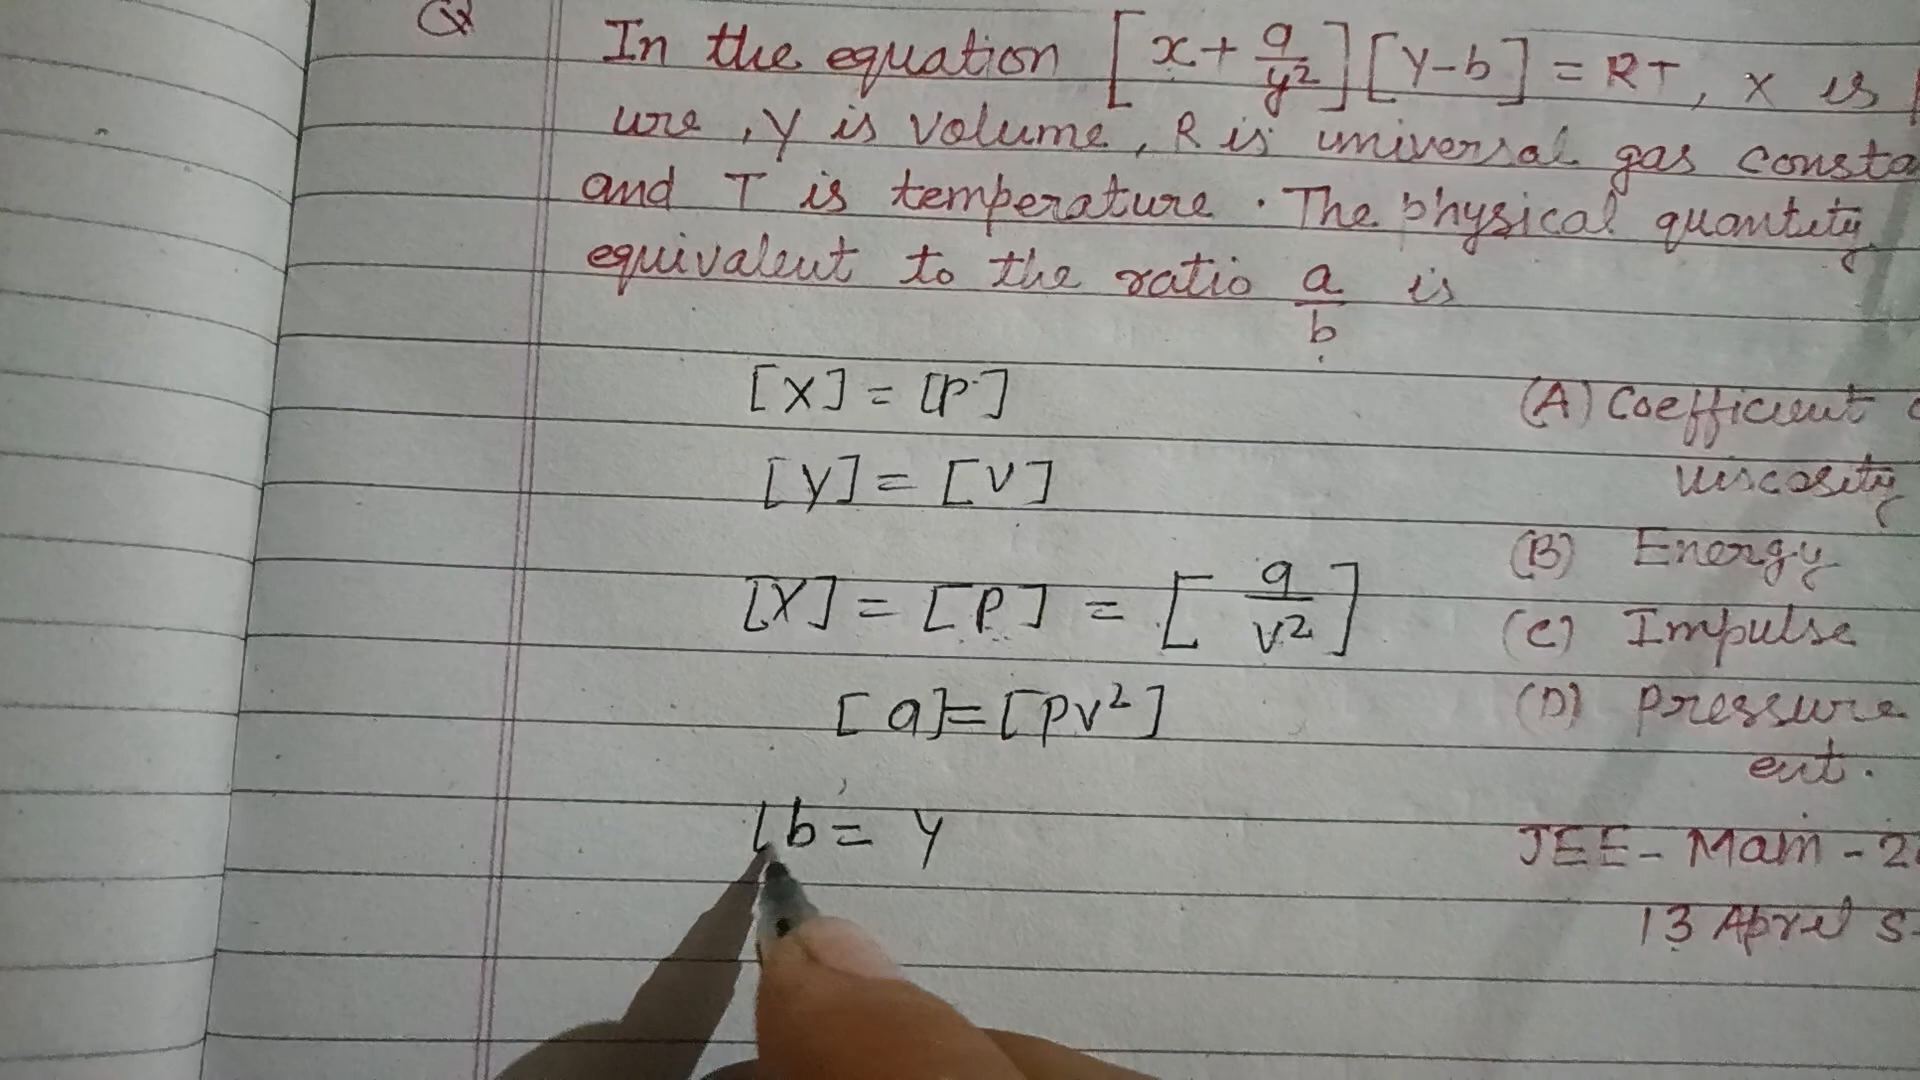 Q In the equation [x + a/y²] [Y-b] = RT, X is
ure, Y is volume, R is universal gas consta
and T is temperature. The physical quantity
equivalent to the ratio a/b is
[X] = [P]
(A) Coefficient
[Y] = [V]
viscosity
(B) Energy
[X] = [P] = [a/v²]
(C) Impulse
[a] = [PV²]
(D) Pressure
ent.
[b = Y
JEE- Main - 2
13 April S